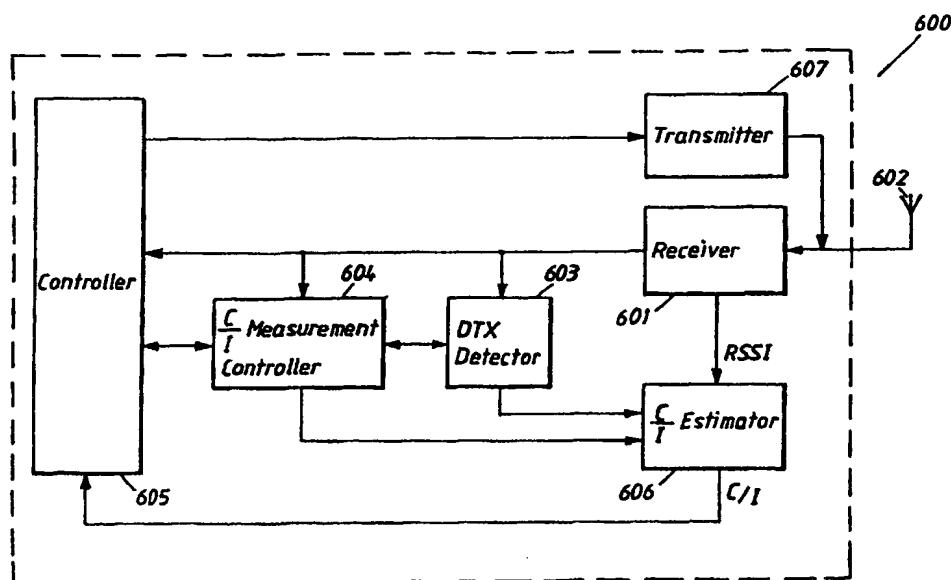 600
607
Transmitter
602
Receiver
601
Controller
604
603
C/I Measurement
Controller
DTX
Detector
RSSI
C/I Estimator
605
606
C/I